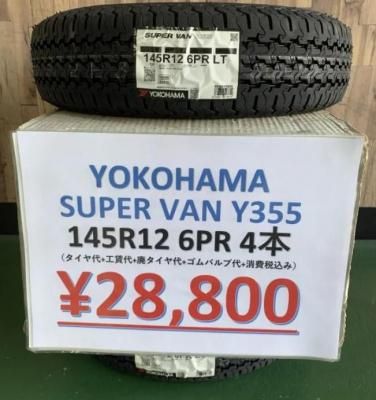 SUPER VAN
145R12 6PR LT
YOKOHAMA
YOKOHAMA
SUPER VAN Y355
145R12 6PR 4本
（タイヤ代+工賃代+廃タイヤ代+ゴムバルブ代+消費税込み）
¥28,800